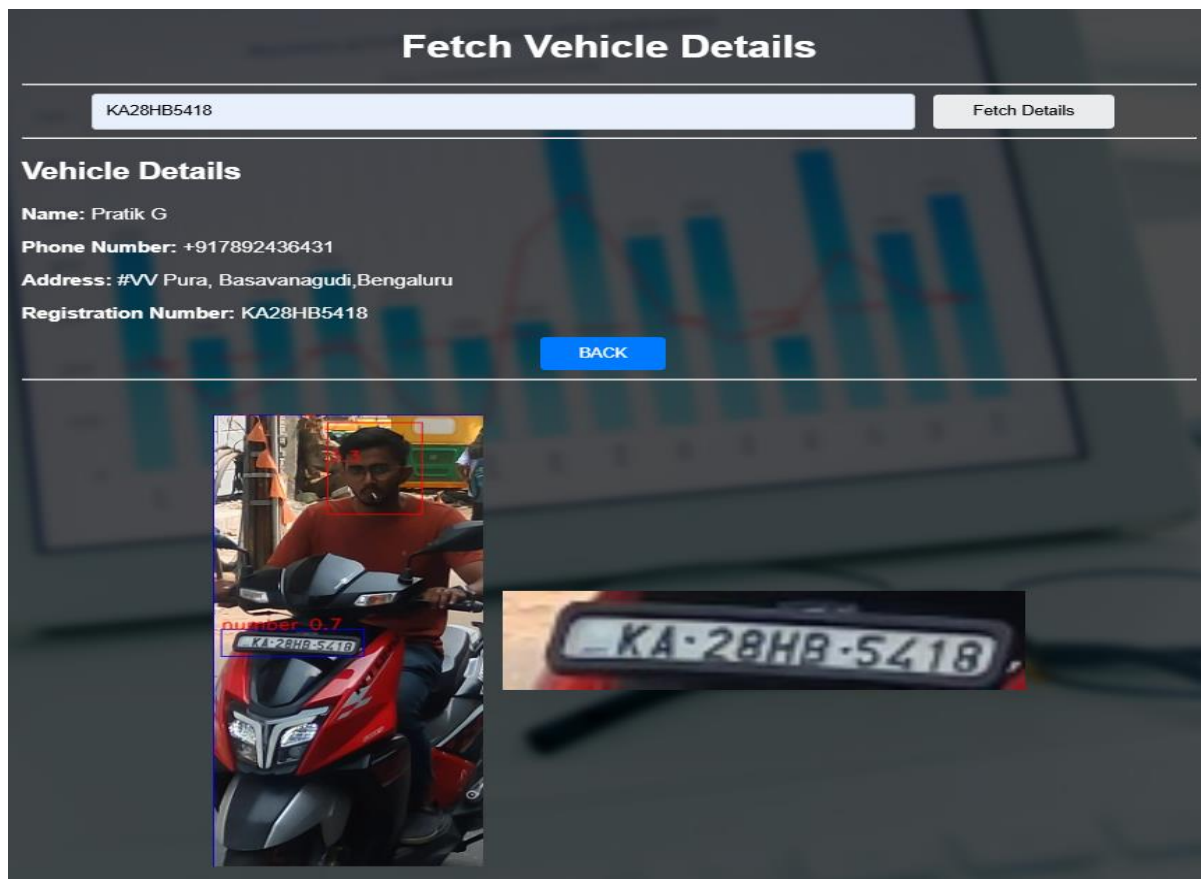 Fetch Vehicle Details
KA28HB5418 Fetch Details
Vehicle Details
Name: Pratik G
Phone Number: +917892436431
Address: #VV Pura, Basavanagudi,Bengaluru
Registration Number: KA28HB5418
BACK
number 0.7
KA·28HB·5418
KA·28HB·5418